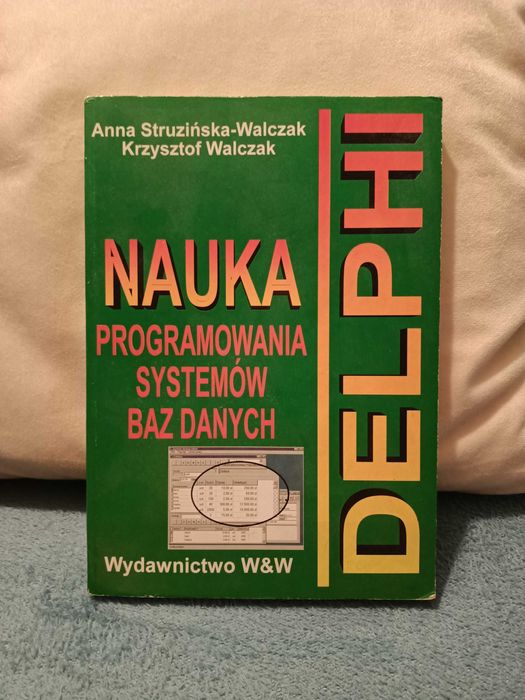 Anna Struzińska-Walczak
Krzysztof Walczak
NAUKA
PROGRAMOWANIA
SYSTEMÓW
BAZ DANYCH
Wydawnictwo W&W
DELPHI